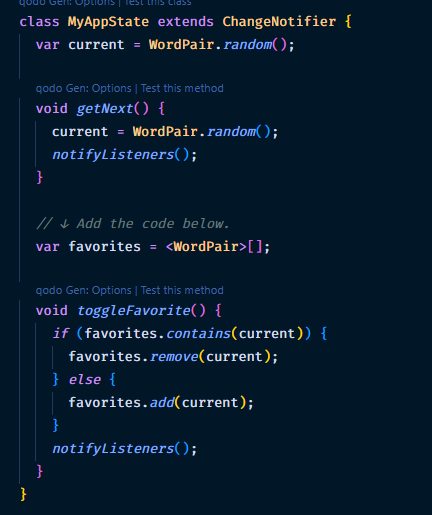 qodo Gen: Options | Test this class
class MyAppState extends ChangeNotifier {
  var current = WordPair.random();
  qodo Gen: Options | Test this method
  void getNext() {
    current = WordPair.random();
    notifyListeners();
  }
  // ↓ Add the code below.
  var favorites = <WordPair>[];
  qodo Gen: Options | Test this method
  void toggleFavorite() {
    if (favorites.contains(current)) {
      favorites.remove(current);
    } else {
      favorites.add(current);
    }
    notifyListeners();
  }
}